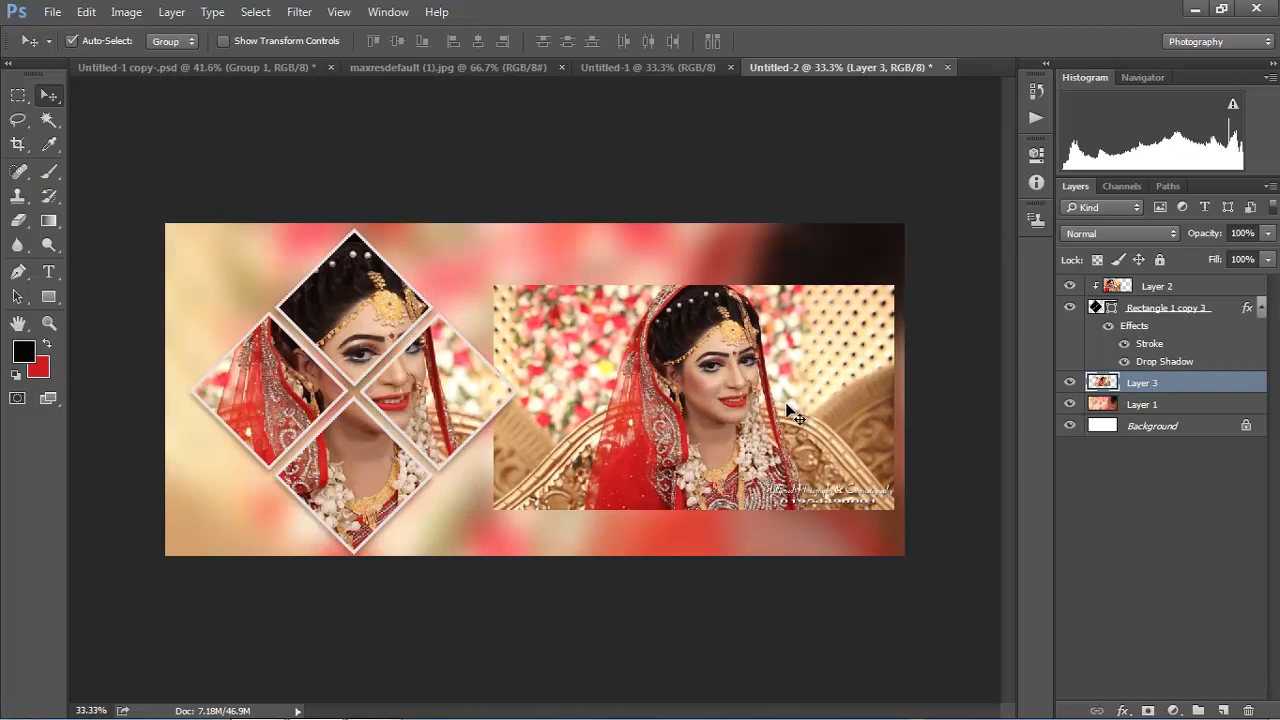 Ps File Edit Image Layer Type Select Filter View Window Help
Auto-Select: Group Show Transform Controls Photography
Untitled-1 copy-.psd @ 41.6% (Group 1, RGB/8) * × maxresdefault (1).jpg @ 66.7% (RGB/8#) × Untitled-1 @ 33.3% (RGB/8) × Untitled-2 @ 33.3% (Layer 3, RGB/8) * ×
Histogram Navigator
Layers Channels Paths
Kind
Normal Opacity: 100%
Lock: Fill: 100%
Layer 2
Rectangle 1 copy 3 fx
Effects
Stroke
Drop Shadow
Layer 3
Layer 1
Background
33.33% Doc: 7.18M/46.9M
fx